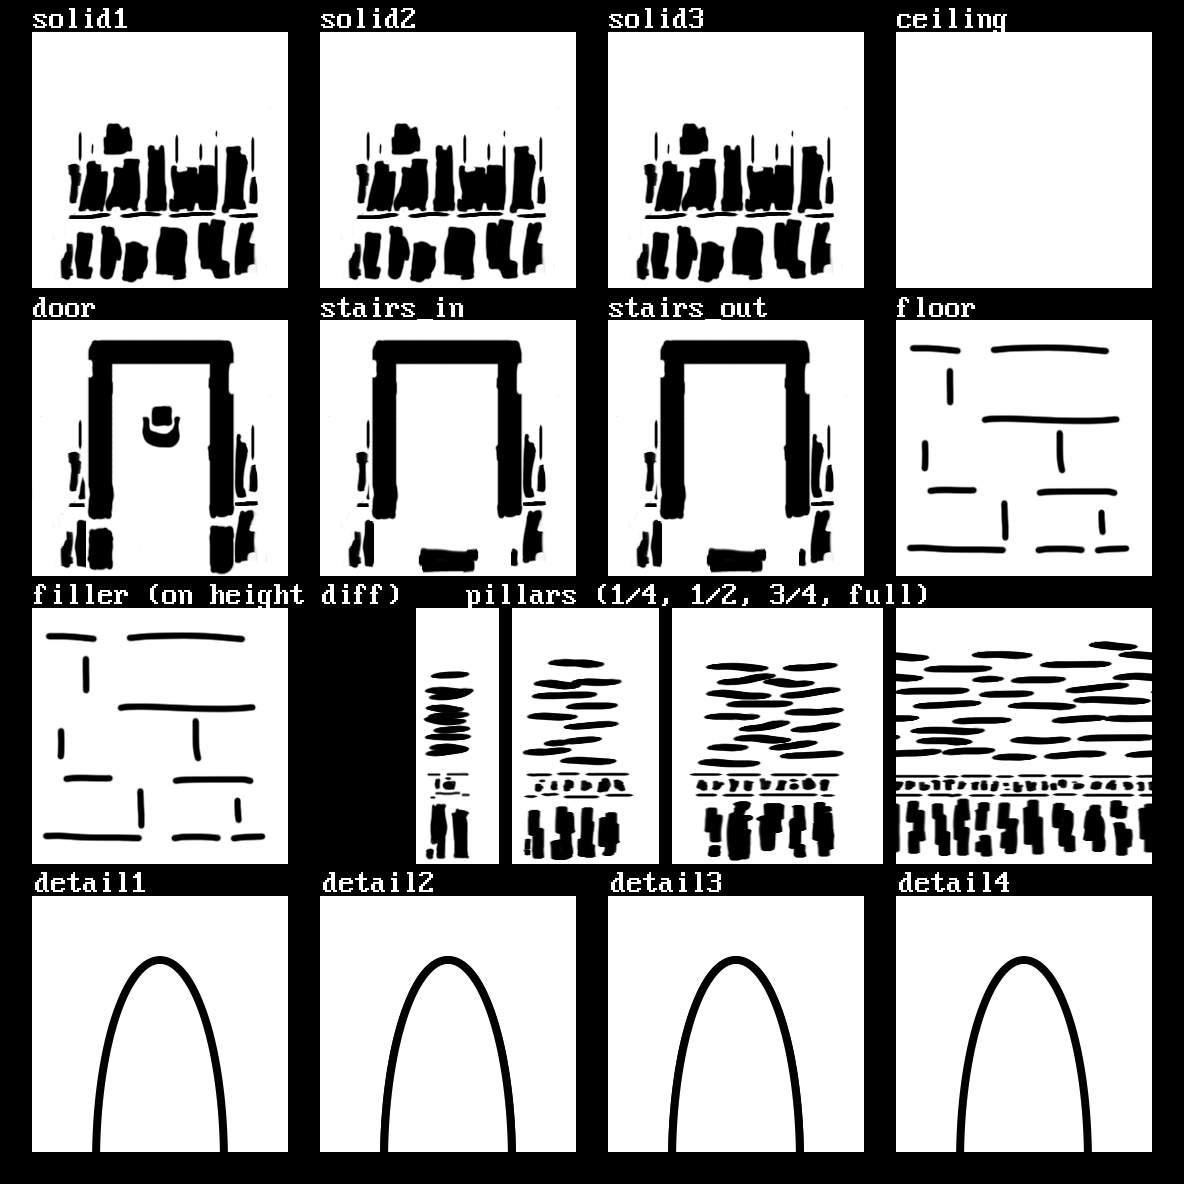 solid1 solid2 solid3 ceiling
door stairs_in stairs_out floor
filler (on height diff) pillars (1/4, 1/2, 3/4, full)
detail1 detail2 detail3 detail4